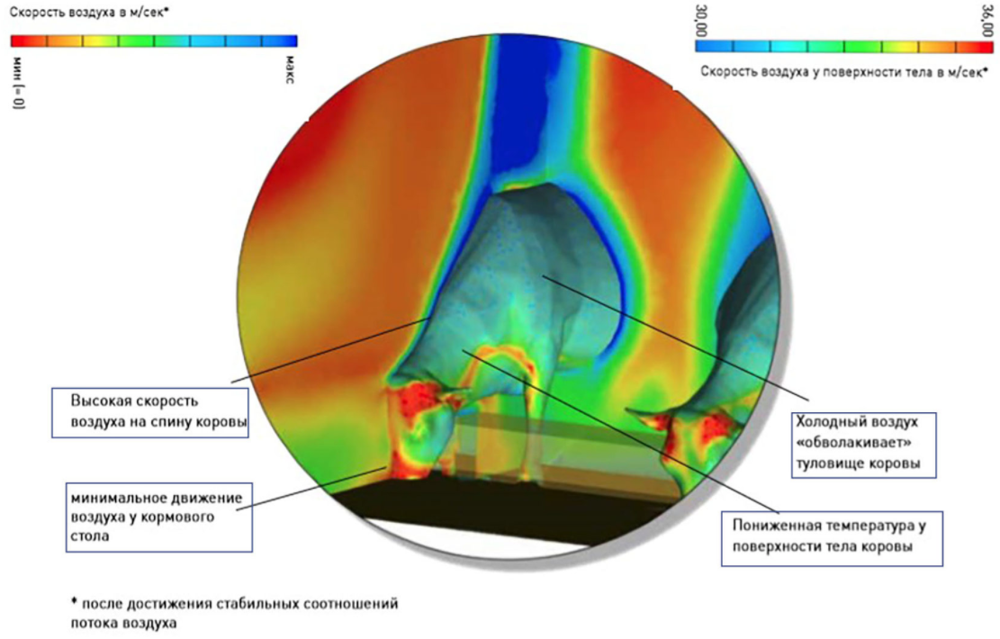 Скорость воздуха в м/сек*
мин (=0)
макс
30,00
36,00
Скорость воздуха у поверхности тела в м/сек*
Высокая скорость
воздуха на спину коровы
минимальное движение
воздуха у кормового
стола
Холодный воздух
«обволакивает»
туловище коровы
Пониженная температура у
поверхности тела коровы
* после достижения стабильных соотношений
потока воздуха